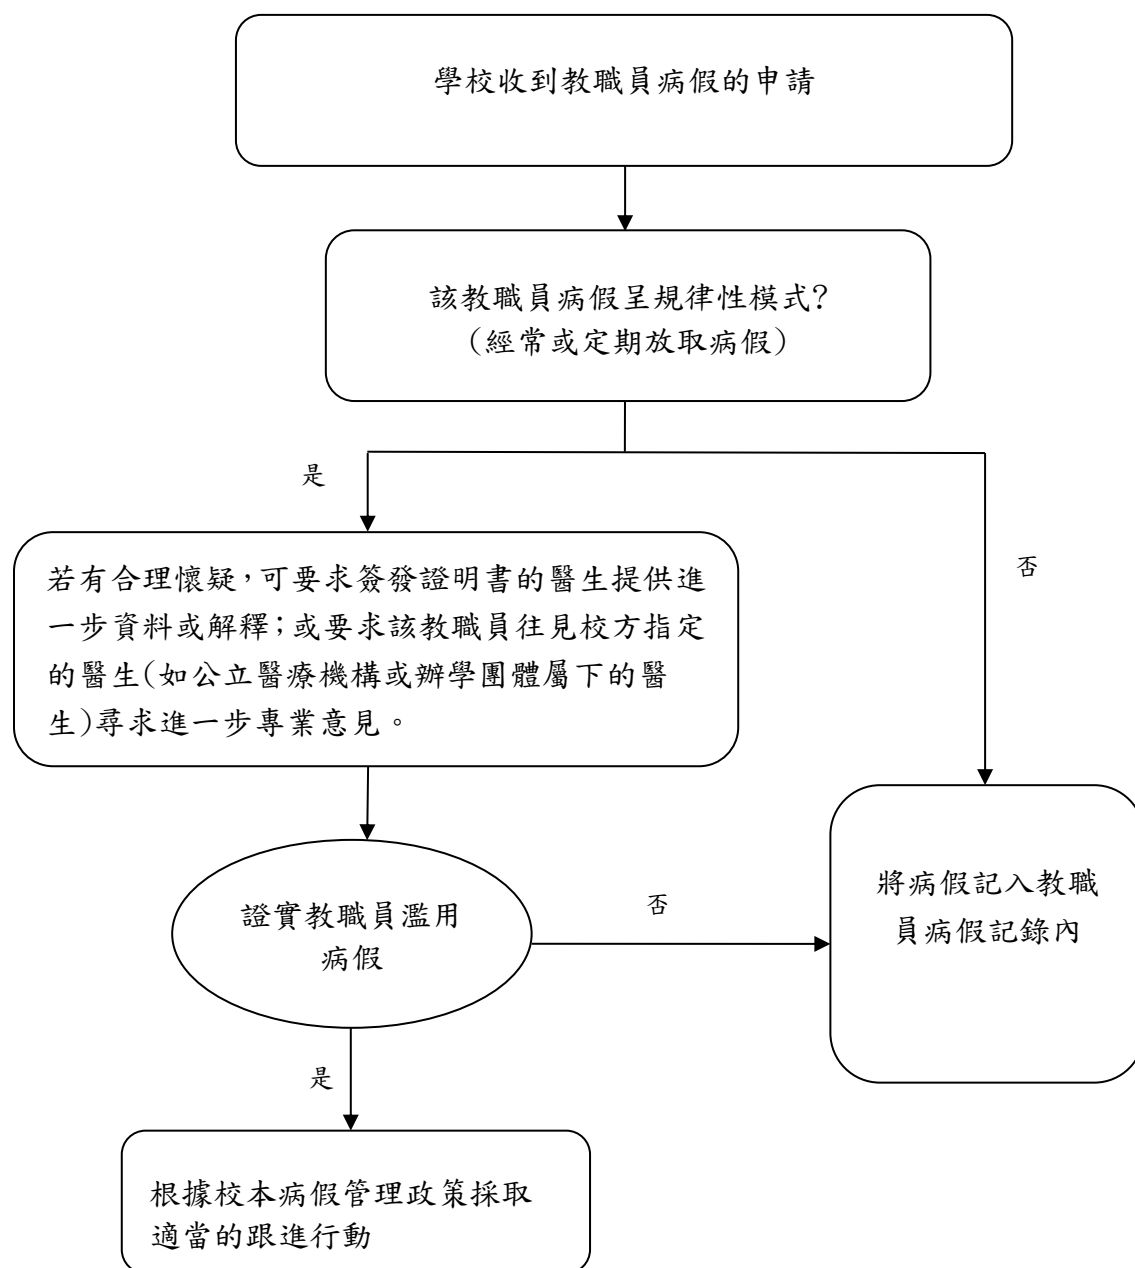 學校收到教職員病假的申請
該教職員病假呈規律性模式?
(經常或定期放取病假)
是
否
若有合理懷疑,可要求簽發證明書的醫生提供進
一步資料或解釋;或要求該教職員往見校方指定
的醫生(如公立醫療機構或辦學團體屬下的醫
生)尋求進一步專業意見。
證實教職員濫用
病假
否
將病假記入教職
員病假記錄內
是
根據校本病假管理政策採取
適當的跟進行動